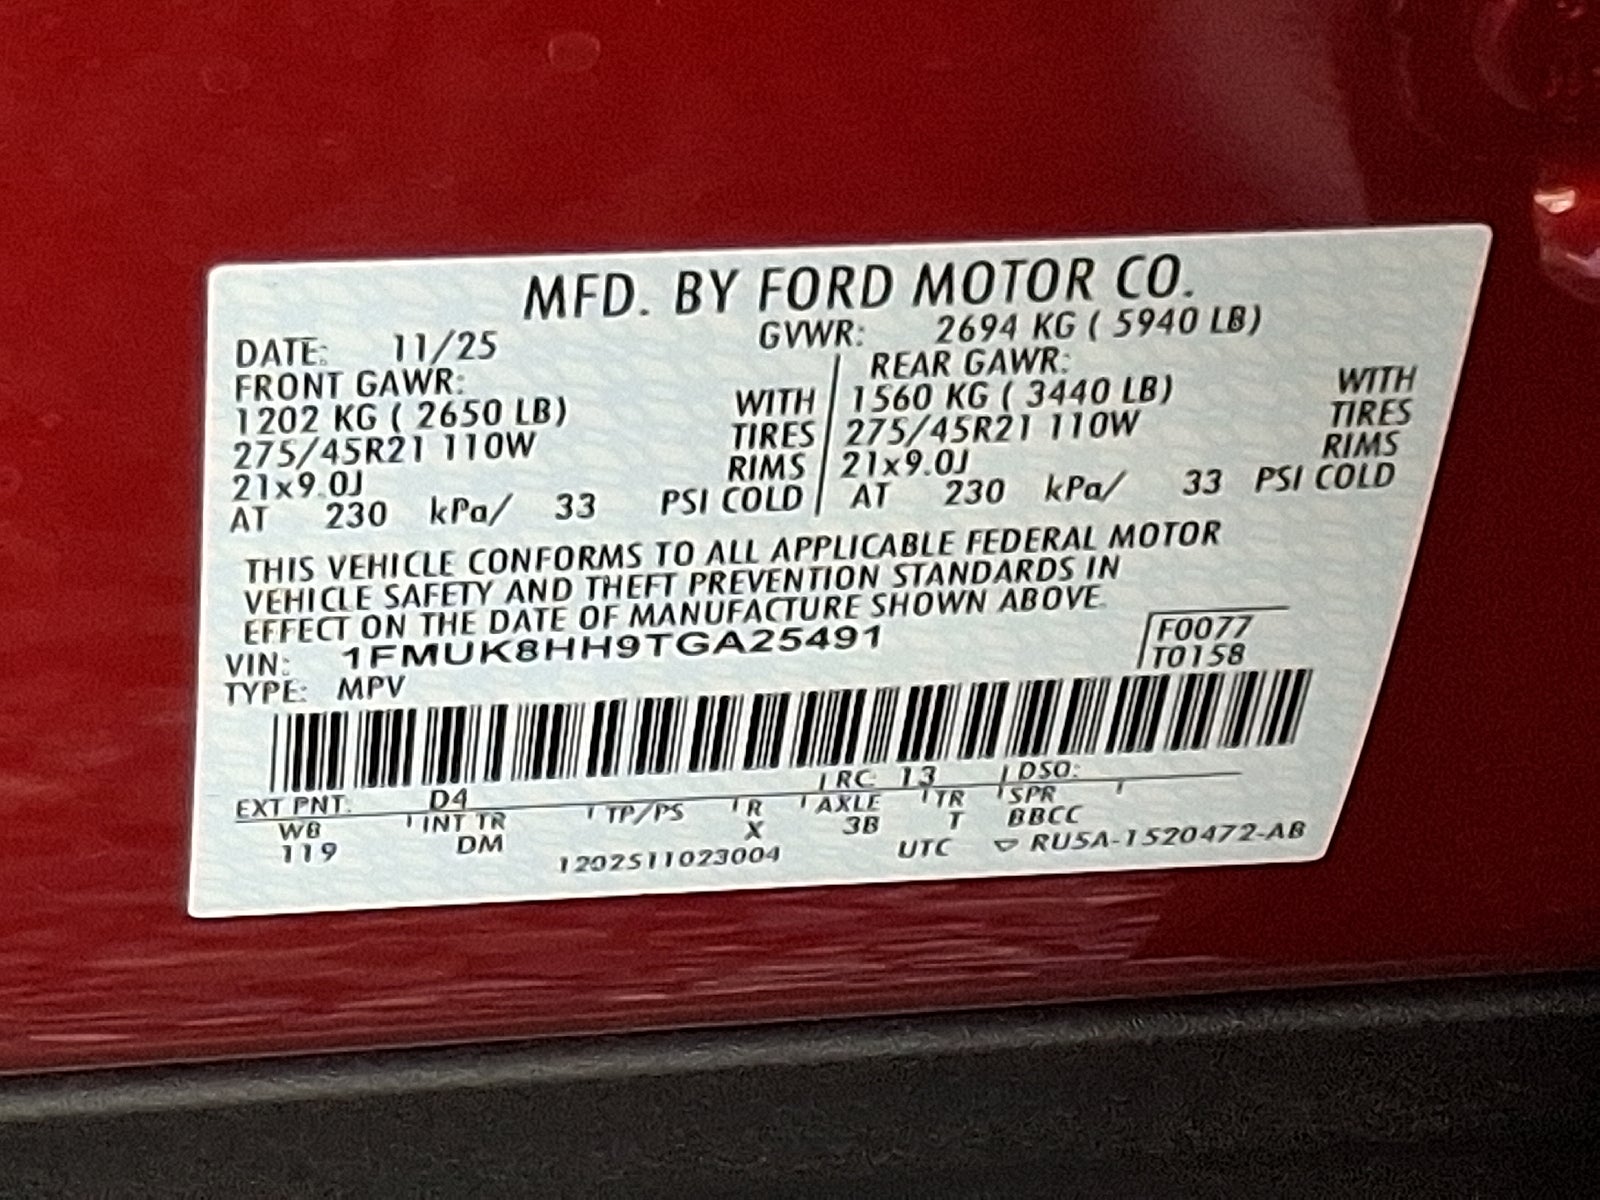 MFD. BY FORD MOTOR CO.
DATE: 11/25 GVWR: 2694 KG ( 5940 LB)
FRONT GAWR: REAR GAWR:
1202 KG ( 2650 LB) WITH 1560 KG ( 3440 LB) WITH
275/45R21 110W TIRES 275/45R21 110W TIRES
21x9.0J RIMS 21x9.0J RIMS
AT 230 kPa/ 33 PSI COLD AT 230 kPa/ 33 PSI COLD
THIS VEHICLE CONFORMS TO ALL APPLICABLE FEDERAL MOTOR
VEHICLE SAFETY AND THEFT PREVENTION STANDARDS IN
EFFECT ON THE DATE OF MANUFACTURE SHOWN ABOVE.
VIN: 1FMUK8HH9TGA25491 F0077
TYPE: MPV T0158
EXT PNT: D4 RC: 13 DSO:
WB INT TR TP/PS R AXLE TR SPR
119 DM X 3B T BBCC
1202511023004 UTC ▽ RU5A-1520472-AB